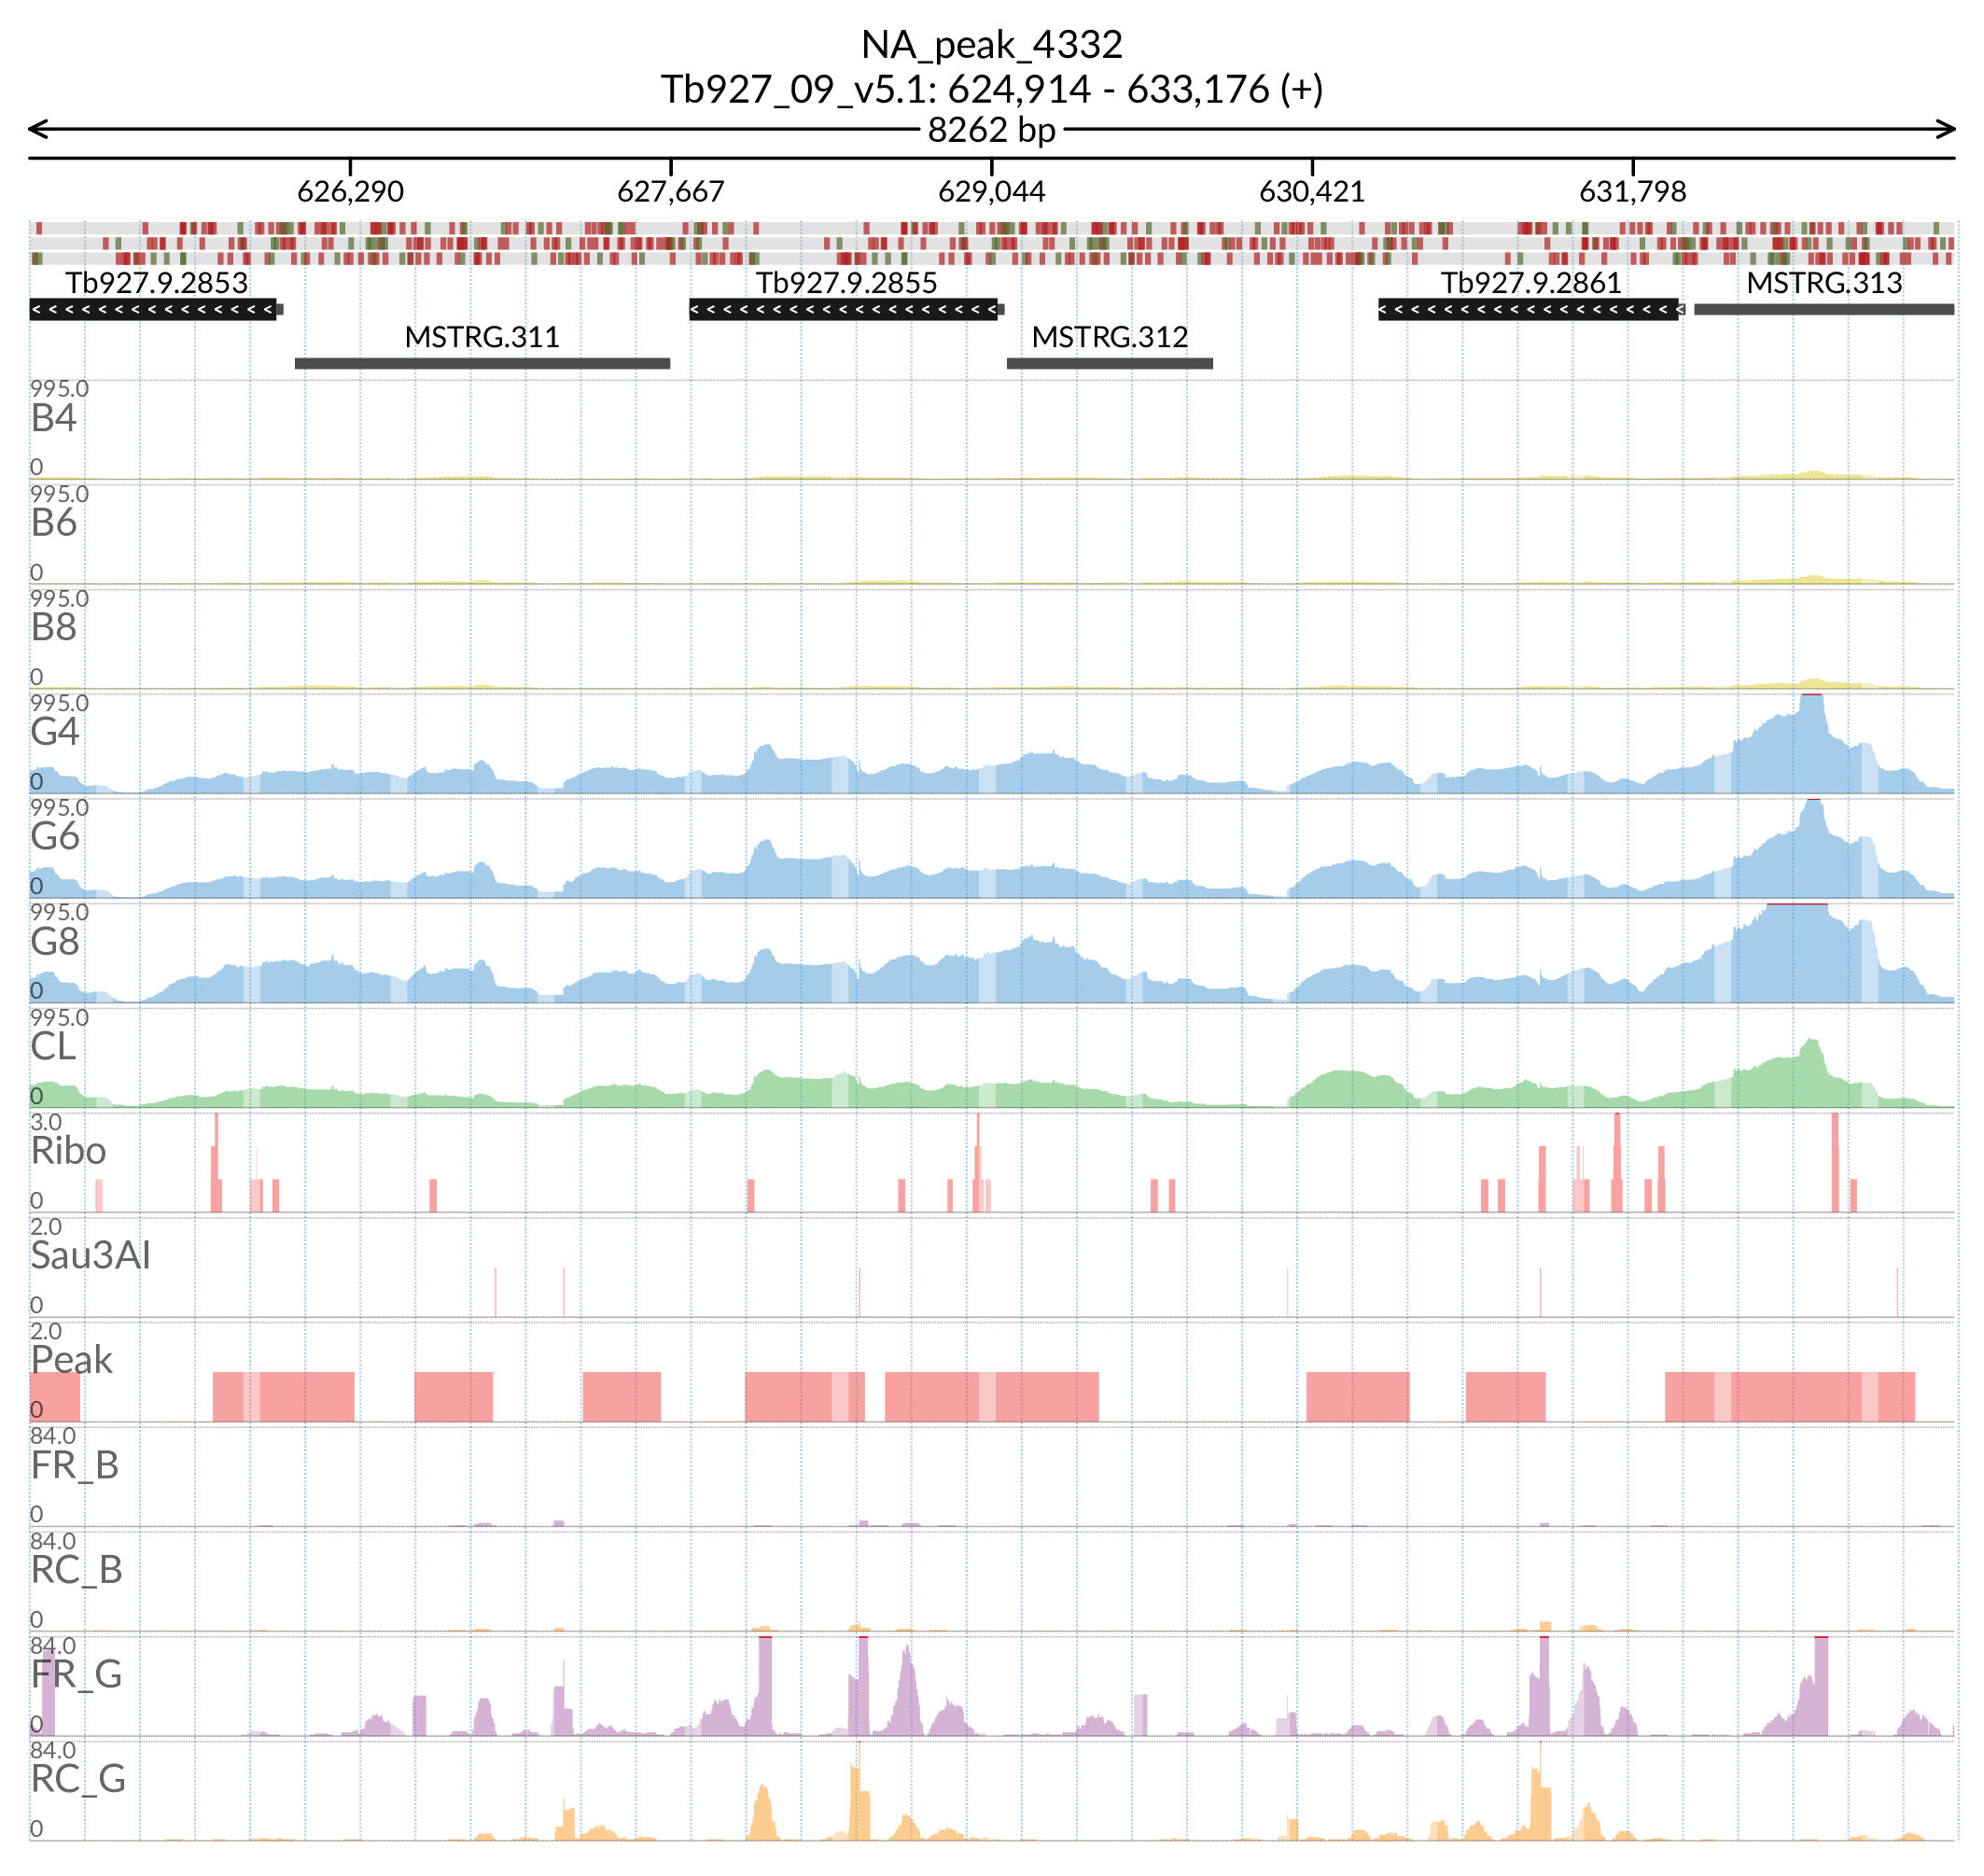 NA_peak_4332
Tb927_09_v5.1: 624,914 - 633,176 (+)
8262 bp
626,290 627,667 629,044 630,421 631,798
Tb927.9.2853 Tb927.9.2855 Tb927.9.2861 MSTRG.313
MSTRG.311 MSTRG.312
995.0
B4
0
995.0
B6
0
995.0
B8
0
995.0
G4
0
995.0
G6
0
995.0
G8
0
995.0
CL
0
3.0
Ribo
0
2.0
Sau3AI
0
2.0
Peak
0
84.0
FR_B
0
84.0
RC_B
0
84.0
FR_G
0
84.0
RC_G
0